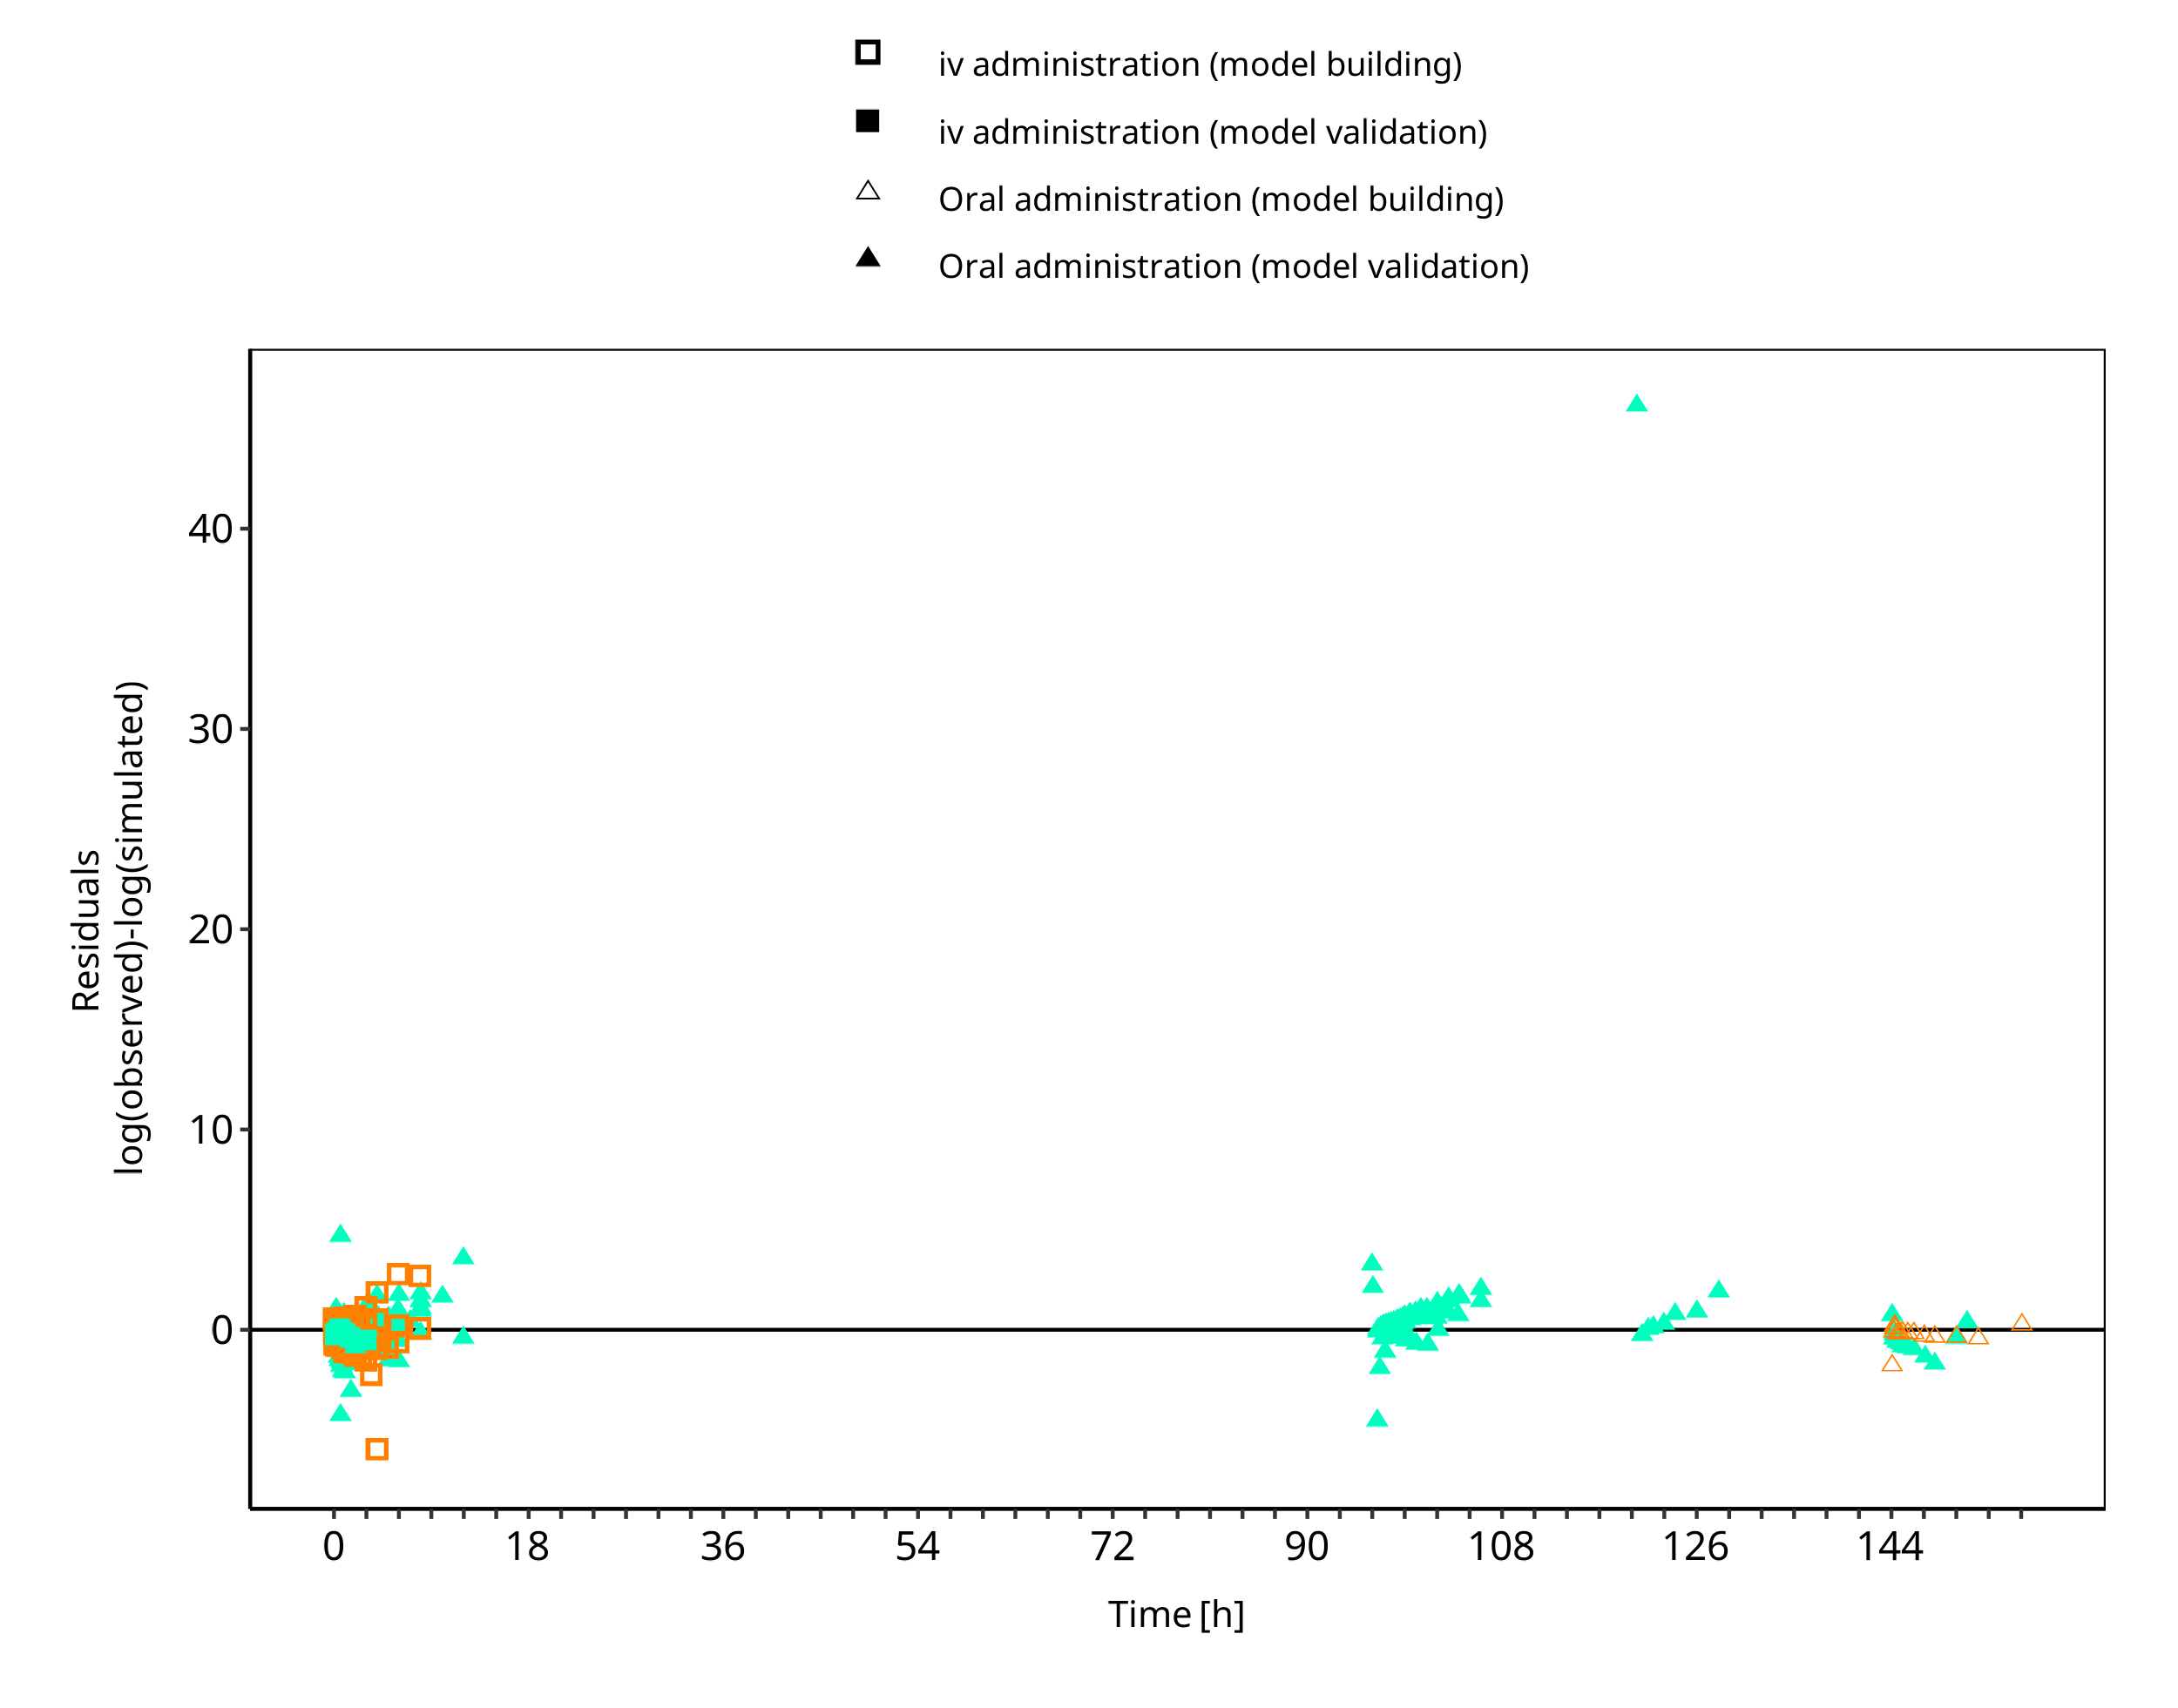 iv administration (model building)
iv administration (model validation)
Oral administration (model building)
Oral administration (model validation)
Residuals
log(observed)-log(simulated)
40
30
20
10
0
0 18 36 54 72 90 108 126 144
Time [h]